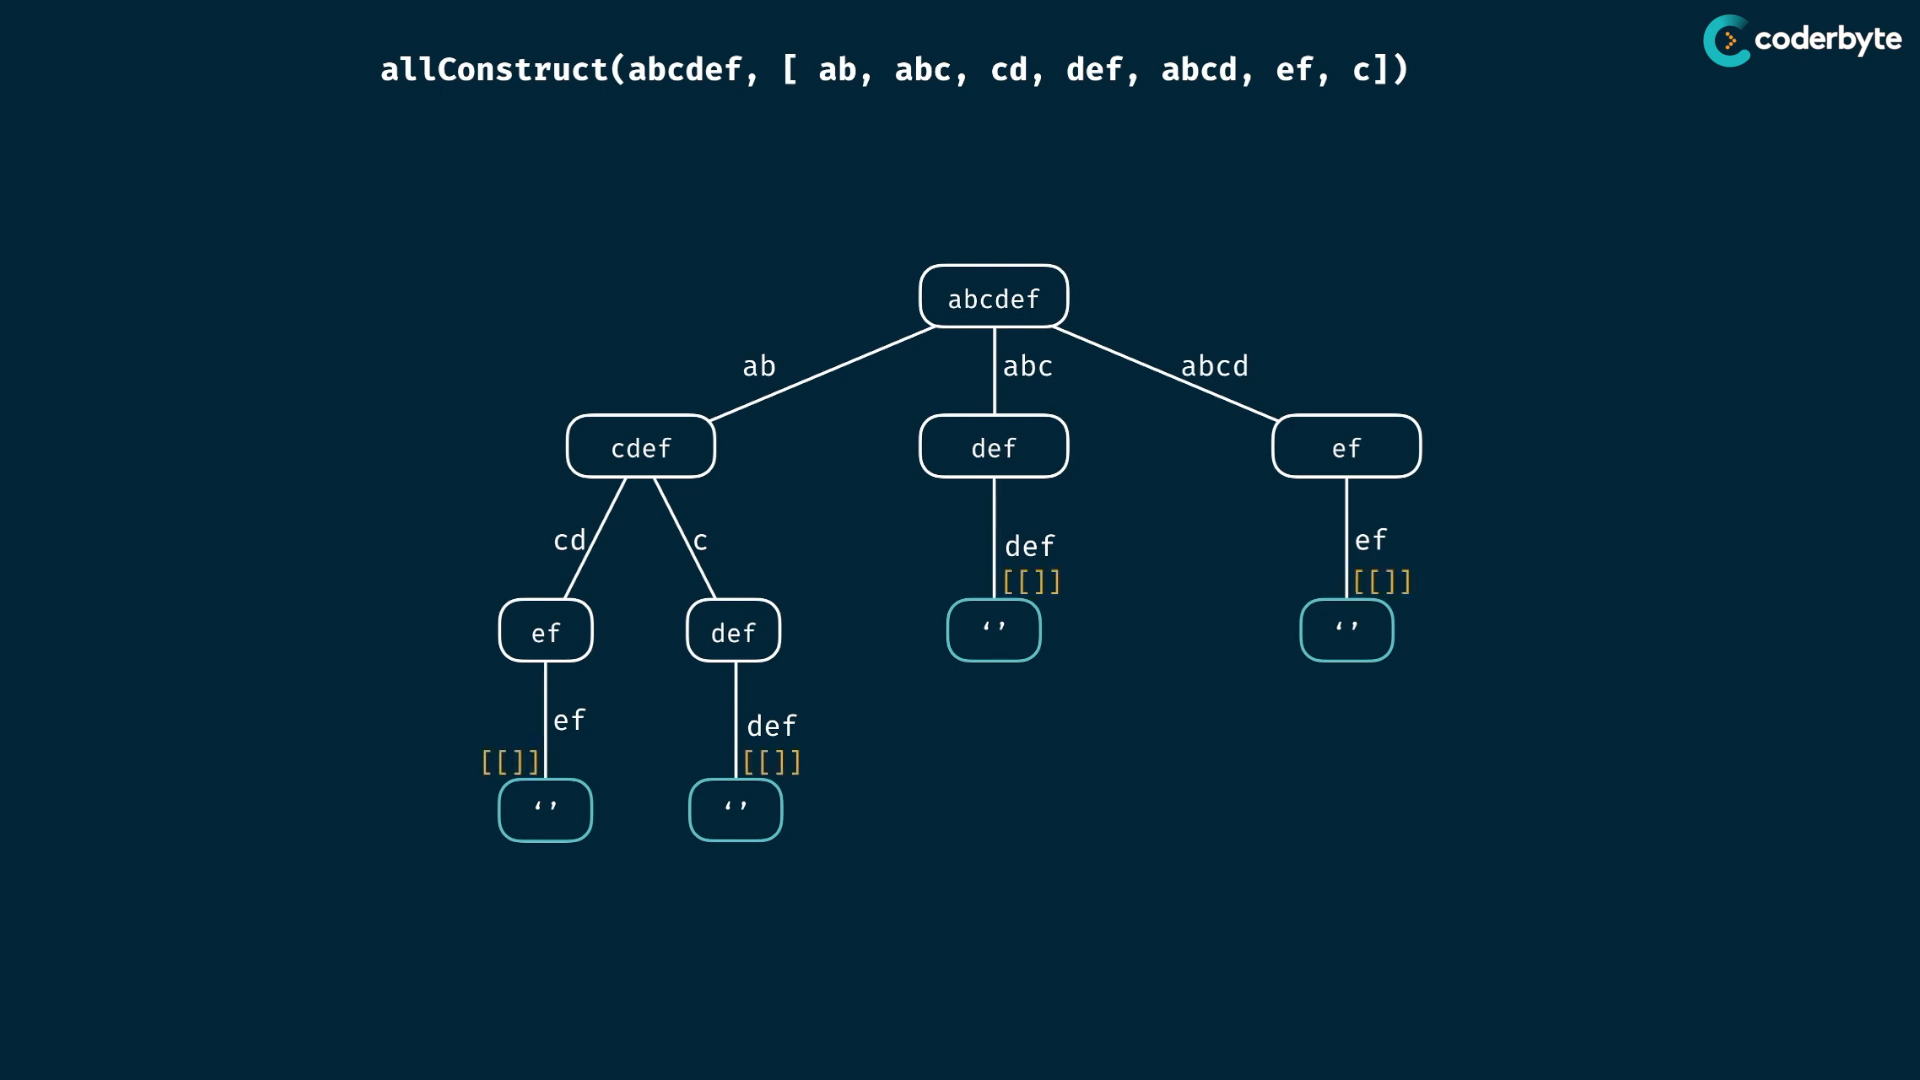 coderbyte
allConstruct(abcdef, [ ab, abc, cd, def, abcd, ef, c])
abcdef
ab
abc
abcd
cdef
def
ef
cd
c
def
ef
[[]]
[[]]
ef
def
‘’
‘’
ef
def
[[]]
[[]]
‘’
‘’